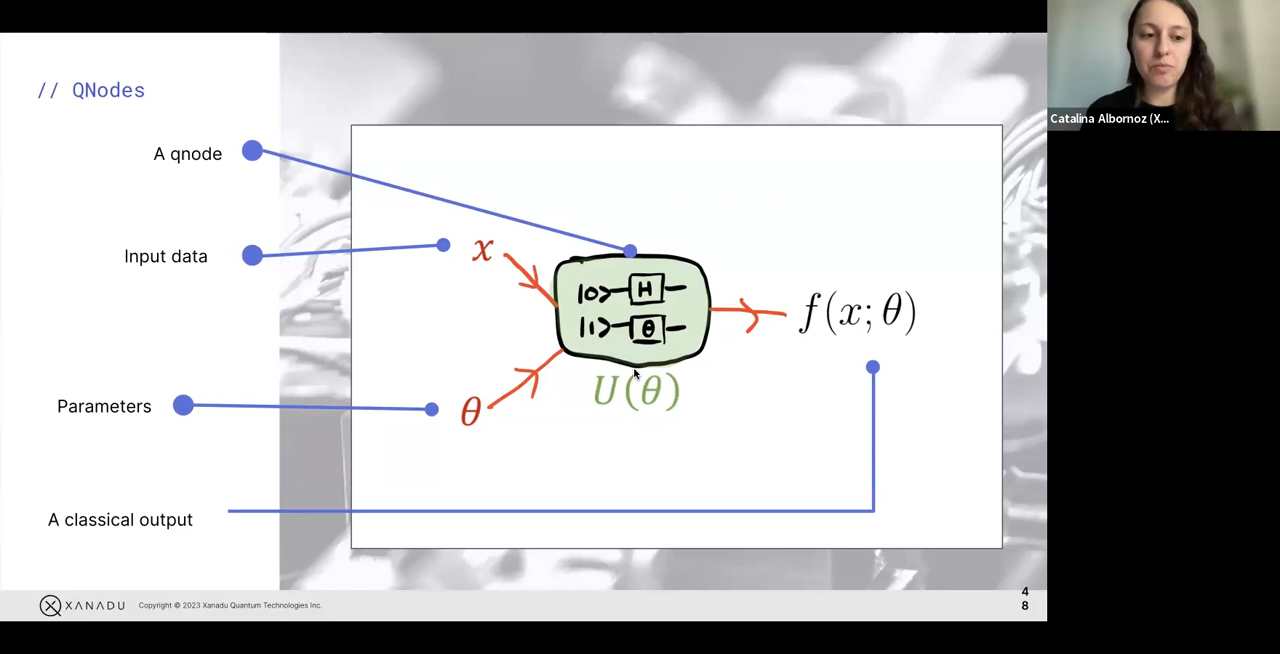 // QNodes
A qnode
Input data
Parameters
A classical output
x
θ
|0⟩ H
|1⟩ θ
U(θ)
f(x; θ)
XANADU Copyright © 2023 Xanadu Quantum Technologies Inc.
4
8
Catalina Albornoz (X...